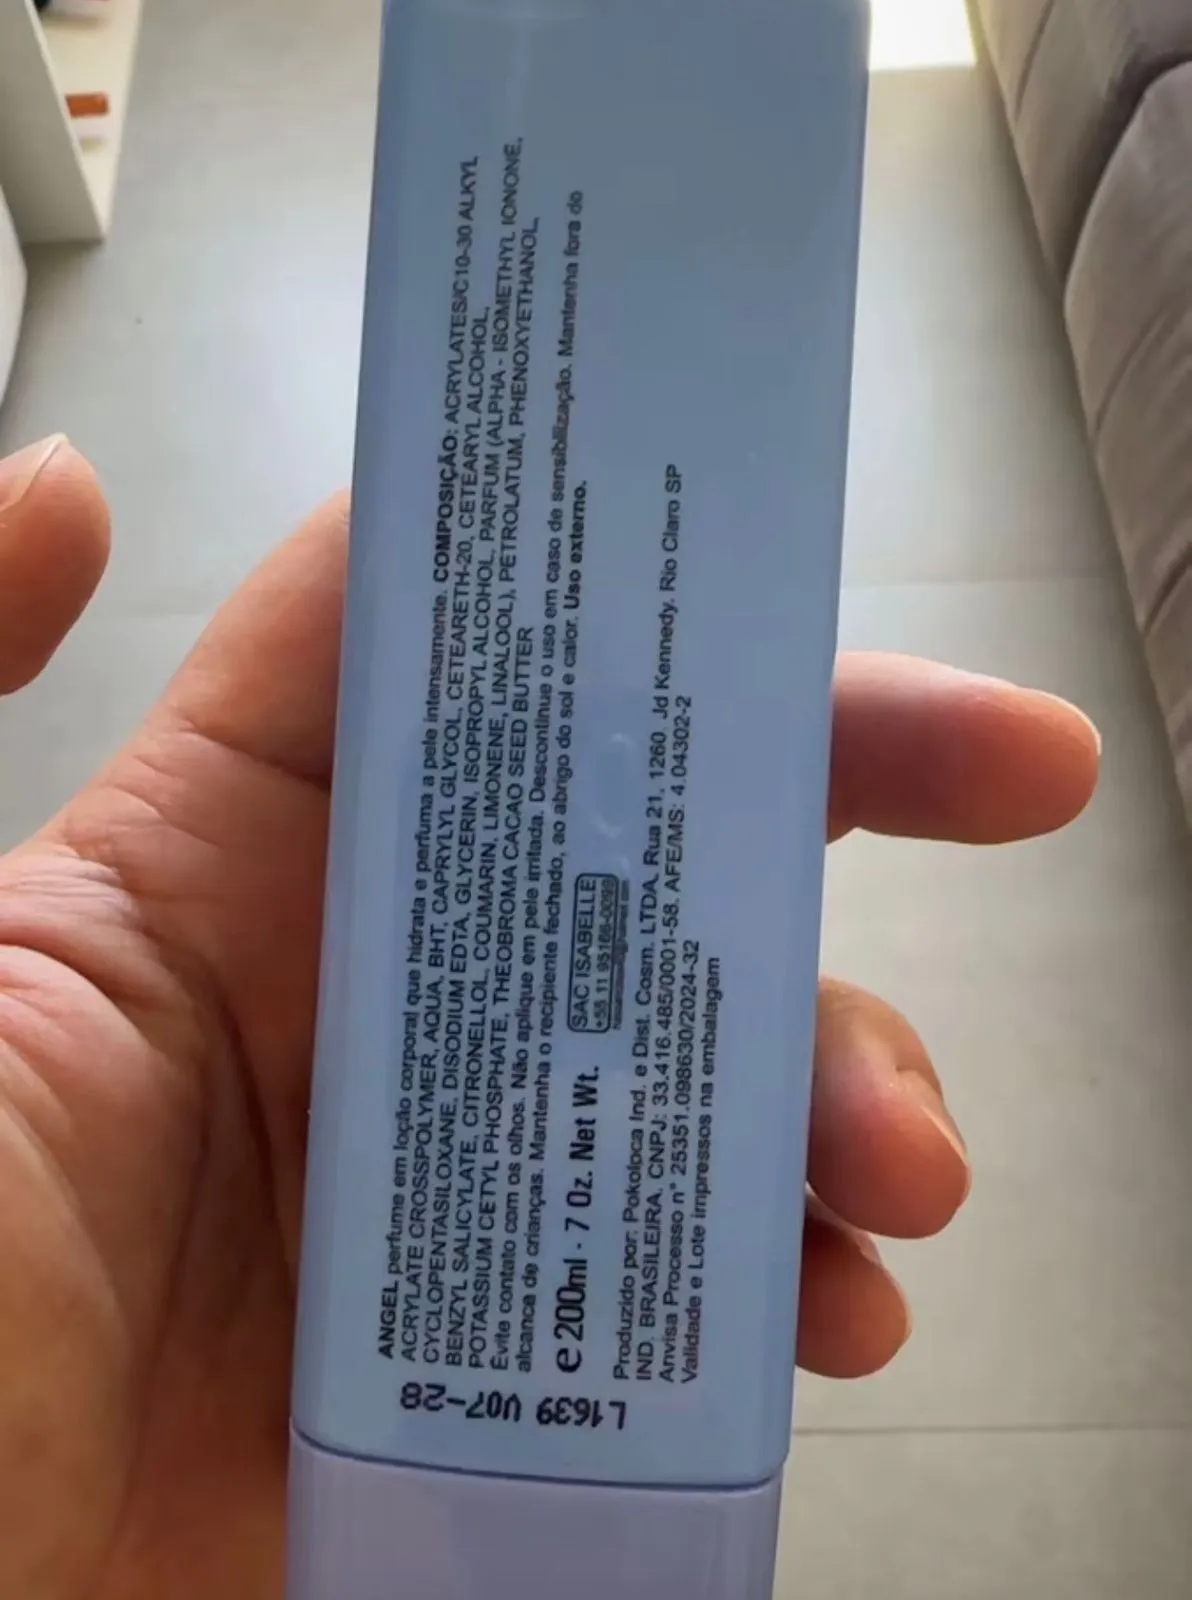 ANGEL perfume em loção corporal que hidrata e perfuma a pele intensamente. COMPOSIÇÃO: ACRYLATES/C10-30 ALKYL
ACRYLATE CROSSPOLYMER, AQUA, BHT, CAPRYLYL GLYCOL, CETEARETH-20, CETEARYL ALCOHOL,
CYCLOPENTASILOXANE, DISODIUM EDTA, GLYCERIN, ISOPROPYL ALCOHOL, PARFUM (ALPHA - ISOMETHYL IONONE,
BENZYL SALICYLATE, CITRONELLOL, COUMARIN, LIMONENE, LINALOOL), PETROLATUM, PHENOXYETHANOL,
POTASSIUM CETYL PHOSPHATE, THEOBROMA CACAO SEED BUTTER
Evite contato com os olhos. Não aplique em pele irritada. Descontinue o uso em caso de sensibilização. Mantenha fora do
alcance de crianças. Mantenha o recipiente fechado, ao abrigo do sol e calor. Uso externo.
e 200ml - 7 Oz. Net Wt.
SAC ISABELLE
+55 11 95166-0099
Produzido por: Pokoloca Ind. e Dist. Cosm. LTDA. Rua 21, 1260 Jd Kennedy. Rio Claro SP
IND. BRASILEIRA. CNPJ: 33.416.485/0001-58. AFE/MS: 4.04302-2
Anvisa Processo n° 25351.098630/2024-32
Validade e Lote impressos na embalagem
L1639 V07-28